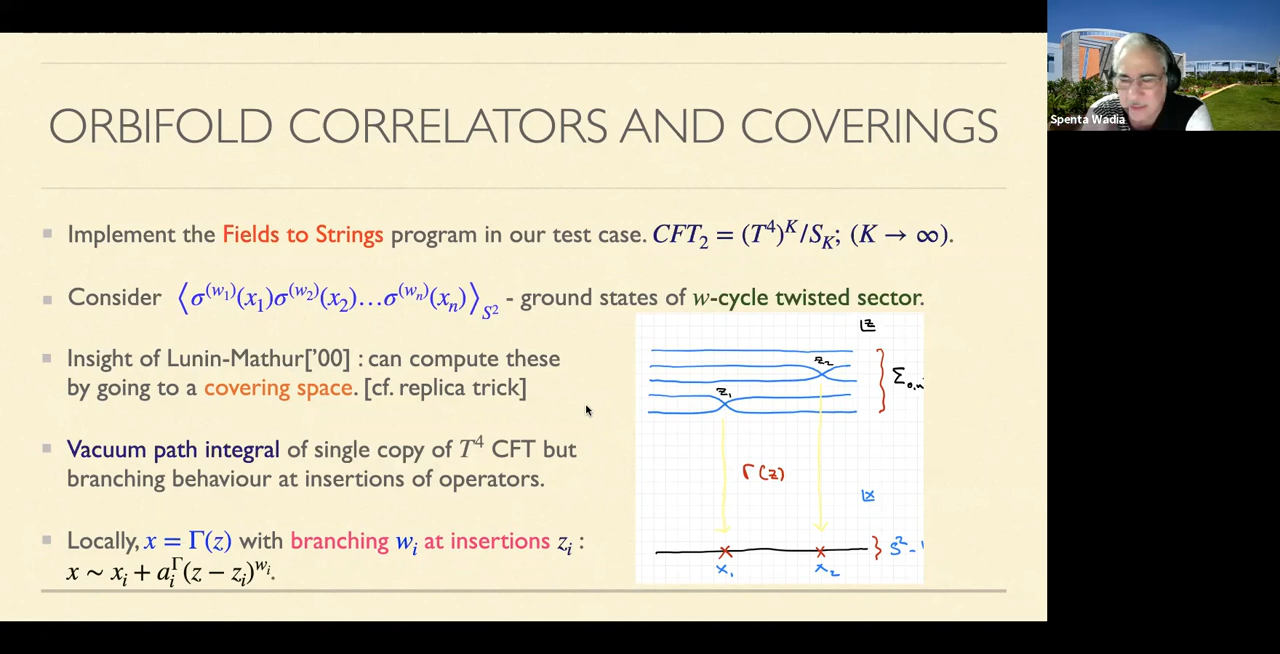 ORBIFOLD CORRELATORS AND COVERINGS
Spenta Wadia
▪ Implement the Fields to Strings program in our test case. CFT₂ = (T⁴)ᴷ/S_K; (K → ∞).
▪ Consider ⟨σ^(w₁)(x₁)σ^(w₂)(x₂)…σ^(wₙ)(xₙ)⟩_S² - ground states of w-cycle twisted sector.
▪ Insight of Lunin-Mathur['00] : can compute these
by going to a covering space. [cf. replica trick]
▪ Vacuum path integral of single copy of T⁴ CFT but
branching behaviour at insertions of operators.
▪ Locally, x = Γ(z) with branching wᵢ at insertions zᵢ :
x ∼ xᵢ + aᵢ^Γ(z − zᵢ)^wᵢ.
z
z₂
Σ₀,ₙ
z₁
Γ(z)
x
S² -
x₁
x₂